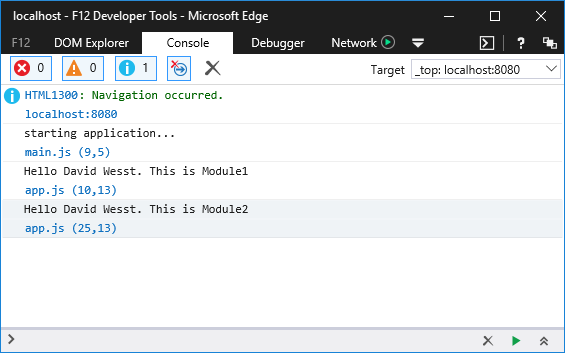 localhost - F12 Developer Tools - Microsoft Edge
F12 DOM Explorer Console Debugger Network ?
0 0 1 Target _top: localhost:8080
HTML1300: Navigation occurred.
localhost:8080
starting application...
main.js (9,5)
Hello David Wesst. This is Module1
app.js (10,13)
Hello David Wesst. This is Module2
app.js (25,13)